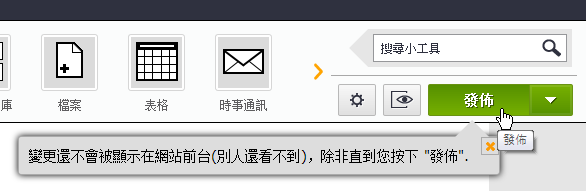 搜尋小工具
庫
檔案
表格
時事通訊
發佈
發佈
變更還不會被顯示在網站前台(別人還看不到)，除非直到您按下 "發佈".